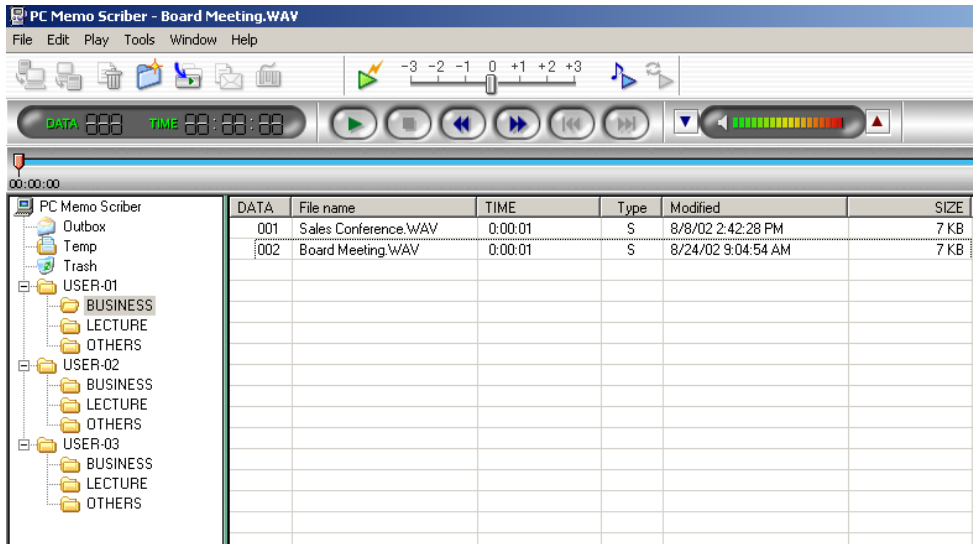 PC Memo Scriber - Board Meeting.WAV
File Edit Play Tools Window Help
-3 -2 -1 0 +1 +2 +3
DATA TIME
00:00:00
PC Memo Scriber
Outbox
Temp
Trash
USER-01
BUSINESS
LECTURE
OTHERS
USER-02
BUSINESS
LECTURE
OTHERS
USER-03
BUSINESS
LECTURE
OTHERS
DATA File name TIME Type Modified SIZE
001 Sales Conference.WAV 0:00:01 S 8/8/02 2:42:28 PM 7 KB
002 Board Meeting.WAV 0:00:01 S 8/24/02 9:04:54 AM 7 KB